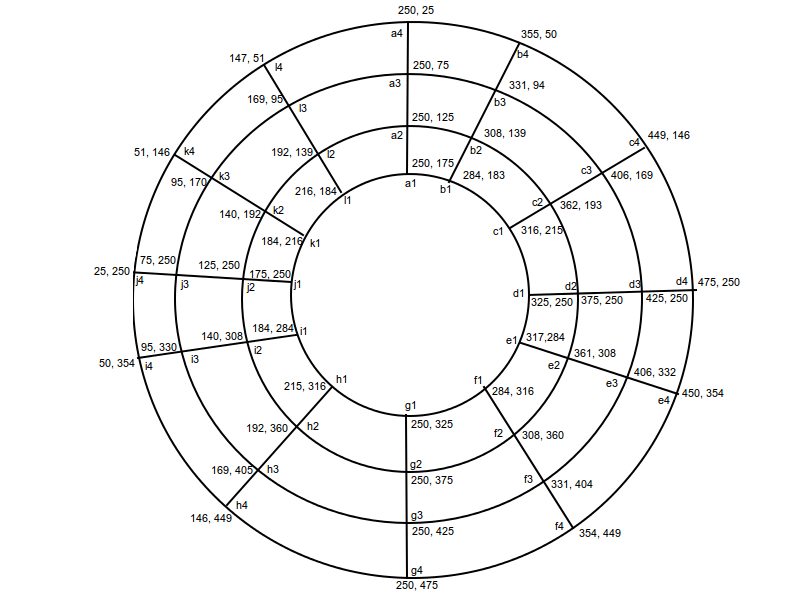 250, 25
a4
355, 50
b4
147, 51
l4
250, 75
a3
331, 94
b3
169, 95
l3
250, 125
a2
308, 139
b2
449, 146
c4
51, 146
k4
192, 139
l2
c3
406, 169
250, 175
a1
b1
284, 183
95, 170
k3
216, 184
l1
c2
362, 193
140, 192
k2
c1
316, 215
184, 216
k1
75, 250
25, 250
j4
125, 250
j3
175, 250
j2
j1
d1
325, 250
d2
375, 250
d3
425, 250
d4
475, 250
184, 284
i1
140, 308
i2
95, 330
i3
50, 354
i4
e1
317,284
361, 308
e2
406, 332
e3
450, 354
e4
h1
215, 316
f1
284, 316
g1
250, 325
192, 360
h2
f2
308, 360
g2
250, 375
169, 405
h3
f3
331, 404
h4
146, 449
g3
250, 425
f4
354, 449
g4
250, 475